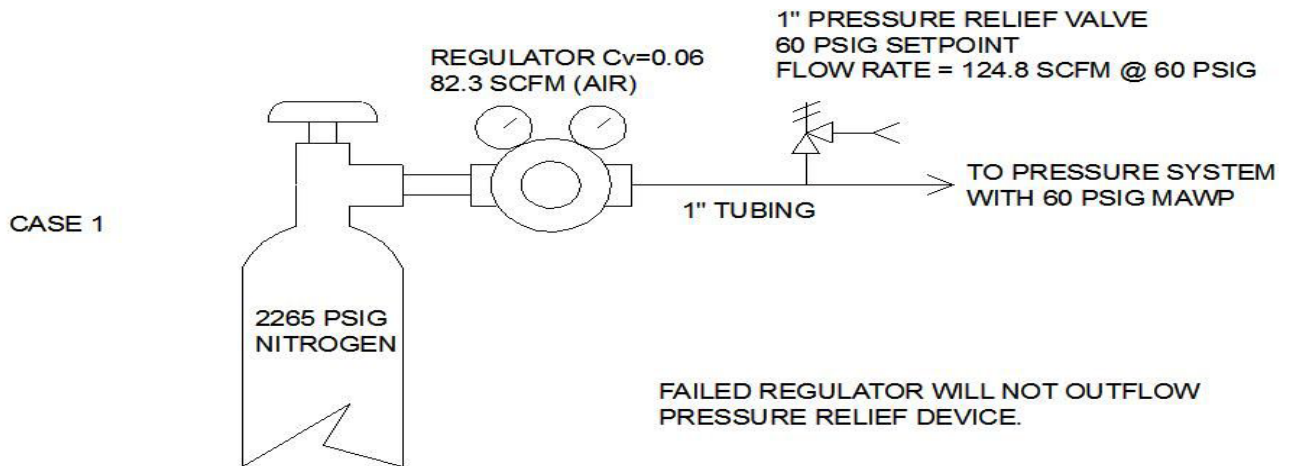 1" PRESSURE RELIEF VALVE
60 PSIG SETPOINT
FLOW RATE = 124.8 SCFM @ 60 PSIG
REGULATOR Cv=0.06
82.3 SCFM (AIR)
TO PRESSURE SYSTEM
WITH 60 PSIG MAWP
1" TUBING
CASE 1
2265 PSIG
NITROGEN
FAILED REGULATOR WILL NOT OUTFLOW
PRESSURE RELIEF DEVICE.